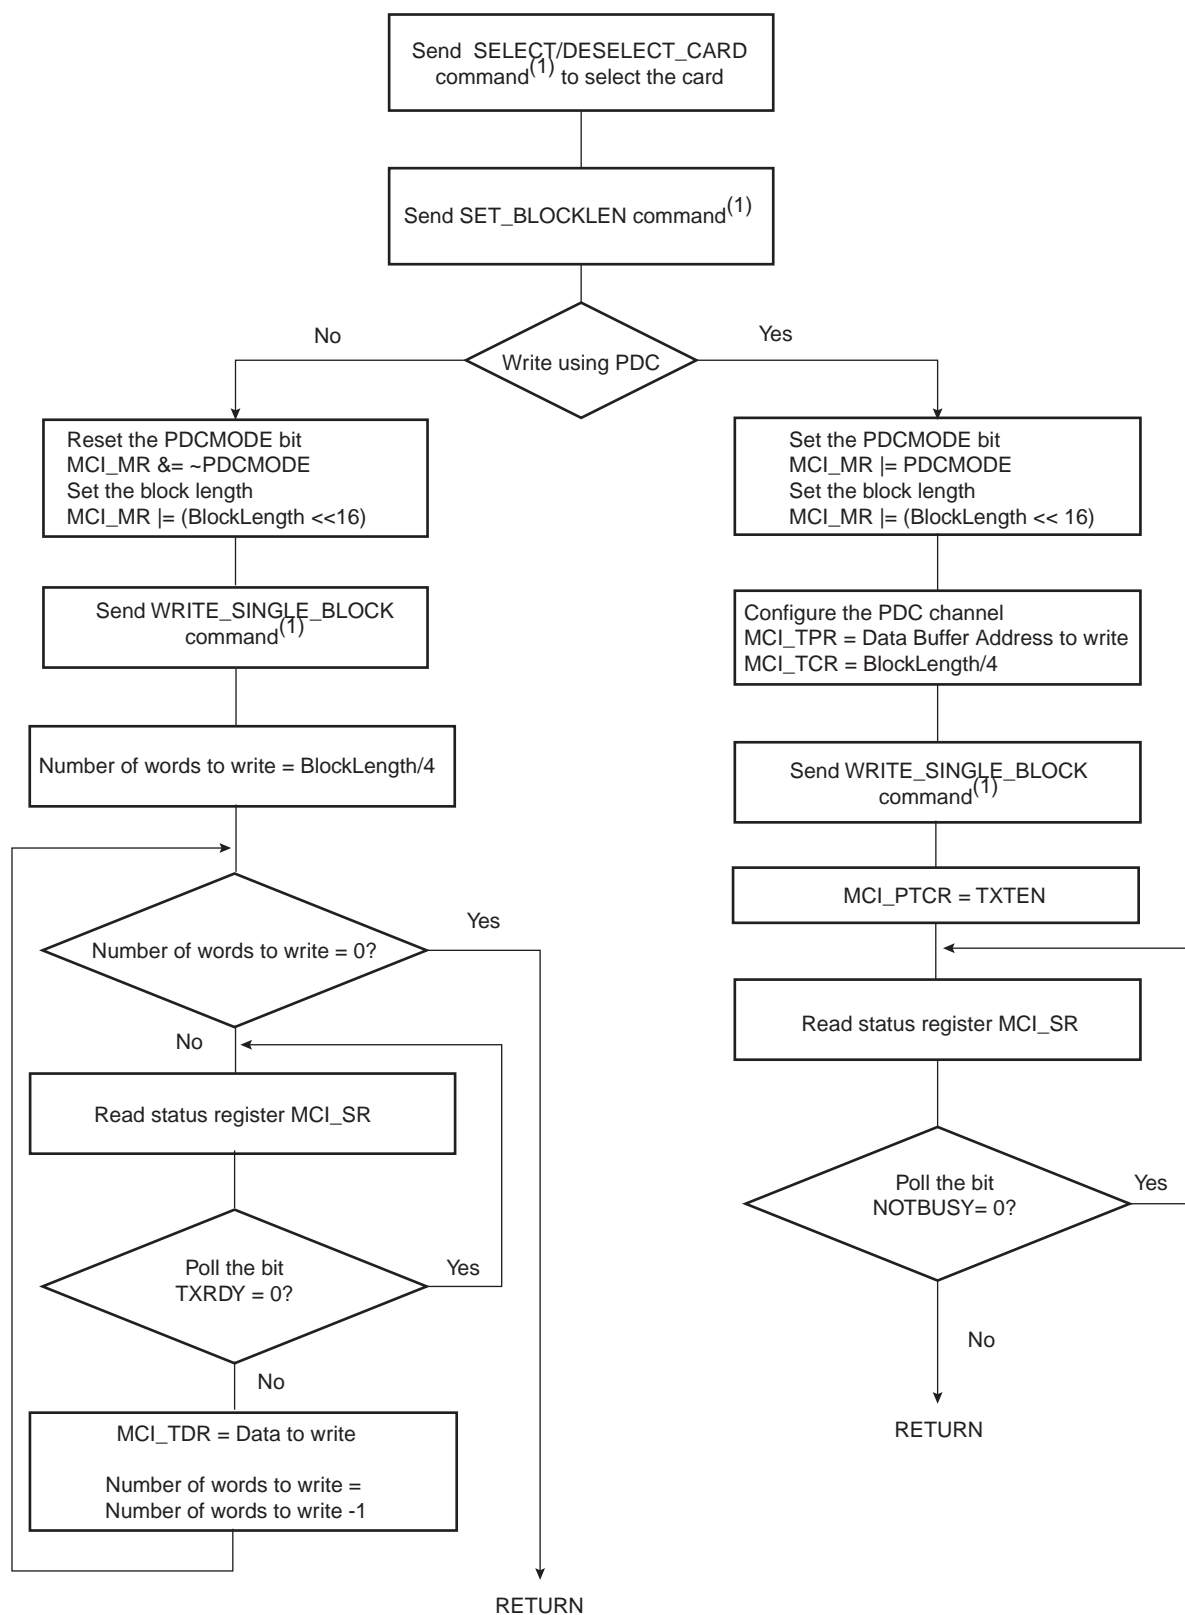 Send SELECT/DESELECT_CARD
command(1) to select the card
Send SET_BLOCKLEN command(1)
No
Yes
Write using PDC
Reset the PDCMODE bit
MCI_MR &= ~PDCMODE
Set the block length
MCI_MR |= (BlockLength <<16)
Send WRITE_SINGLE_BLOCK
command(1)
Number of words to write = BlockLength/4
Number of words to write = 0?
Yes
No
Read status register MCI_SR
Poll the bit
TXRDY = 0?
Yes
No
MCI_TDR = Data to write
Number of words to write =
Number of words to write -1
RETURN
Set the PDCMODE bit
MCI_MR |= PDCMODE
Set the block length
MCI_MR |= (BlockLength << 16)
Configure the PDC channel
MCI_TPR = Data Buffer Address to write
MCI_TCR = BlockLength/4
Send WRITE_SINGLE_BLOCK
command(1)
MCI_PTCR = TXTEN
Read status register MCI_SR
Poll the bit
NOTBUSY= 0?
Yes
No
RETURN